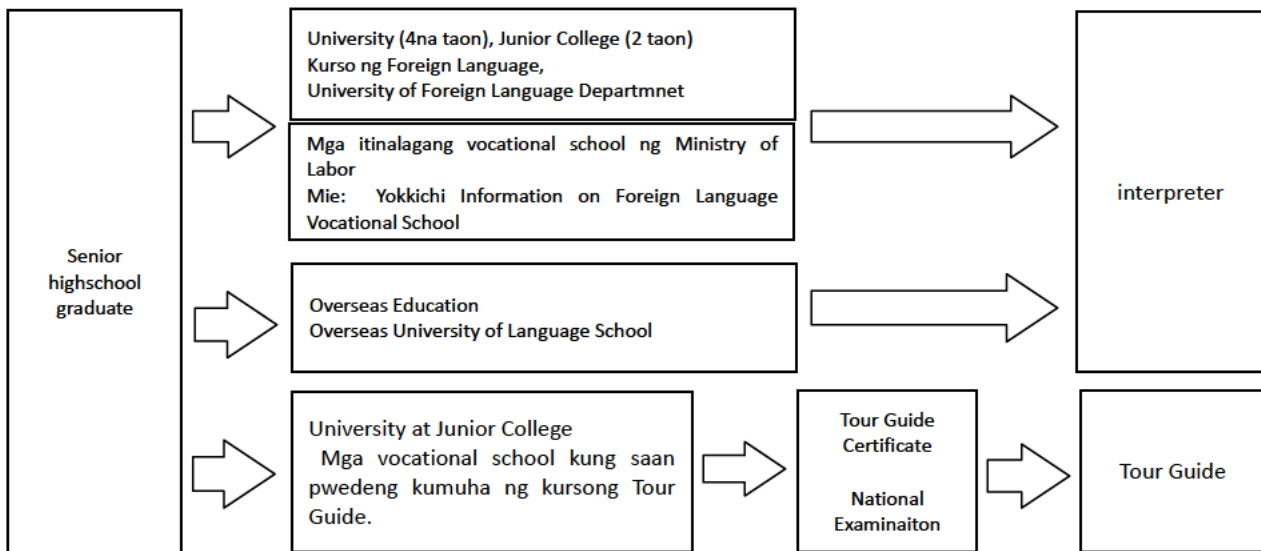 Senior
highschool
graduate
University (4na taon), Junior College (2 taon)
Kurso ng Foreign Language,
University of Foreign Language Departmnet
Mga itinalagang vocational school ng Ministry of
Labor
Mie: Yokkichi Information on Foreign Language
Vocational School
interpreter
Overseas Education
Overseas University of Language School
University at Junior College
Mga vocational school kung saan
pwedeng kumuha ng kursong Tour
Guide.
Tour Guide
Certificate
National
Examinaiton
Tour Guide